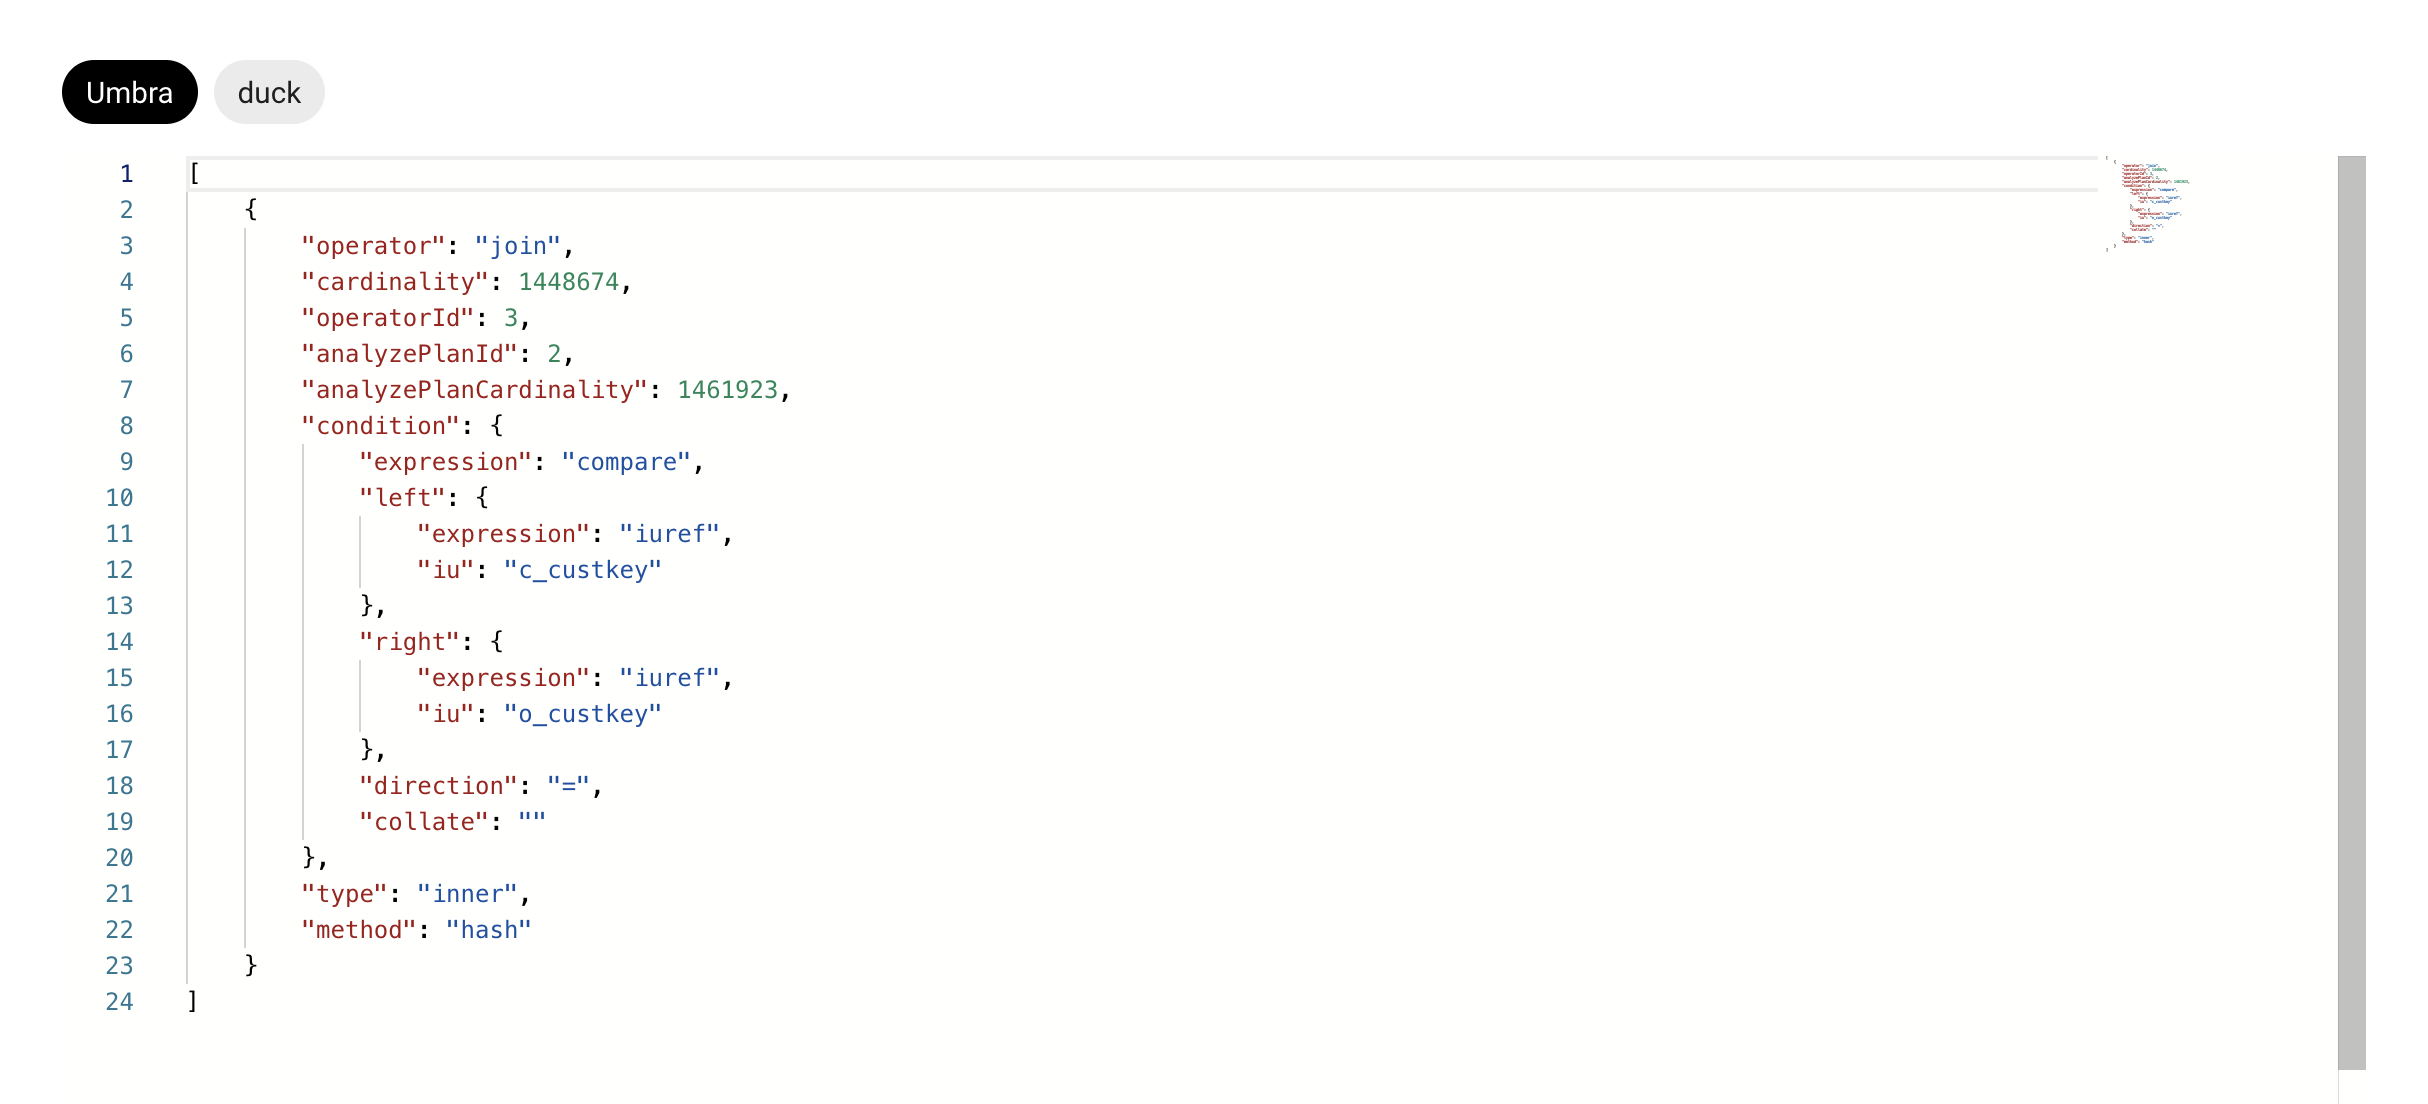 Umbra duck
1 [
2 {
3 "operator": "join",
4 "cardinality": 1448674,
5 "operatorId": 3,
6 "analyzePlanId": 2,
7 "analyzePlanCardinality": 1461923,
8 "condition": {
9 "expression": "compare",
10 "left": {
11 "expression": "iuref",
12 "iu": "c_custkey"
13 },
14 "right": {
15 "expression": "iuref",
16 "iu": "o_custkey"
17 },
18 "direction": "=",
19 "collate": ""
20 },
21 "type": "inner",
22 "method": "hash"
23 }
24 ]